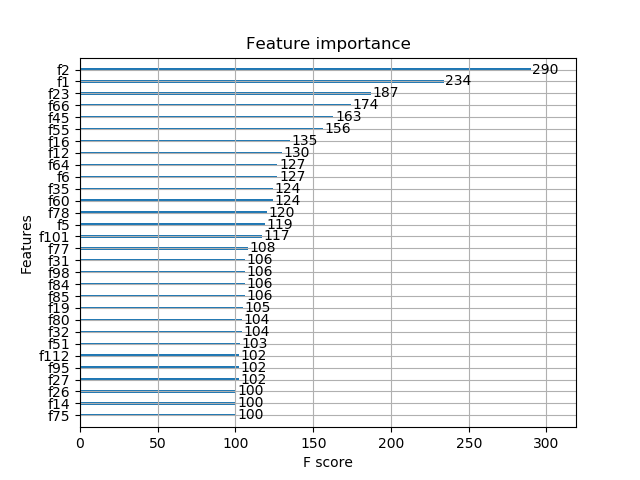 Feature importance
f2 290
f1 234
f23 187
f66 174
f45 163
f55 156
f16 135
f12 130
f64 127
f6 127
f35 124
f60 124
f78 120
f5 119
f101 117
f77 108
f31 106
f98 106
f84 106
f85 106
f19 105
f80 104
f32 104
f51 103
f112 102
f95 102
f27 102
f26 100
f14 100
f75 100
Features
0 50 100 150 200 250 300
F score